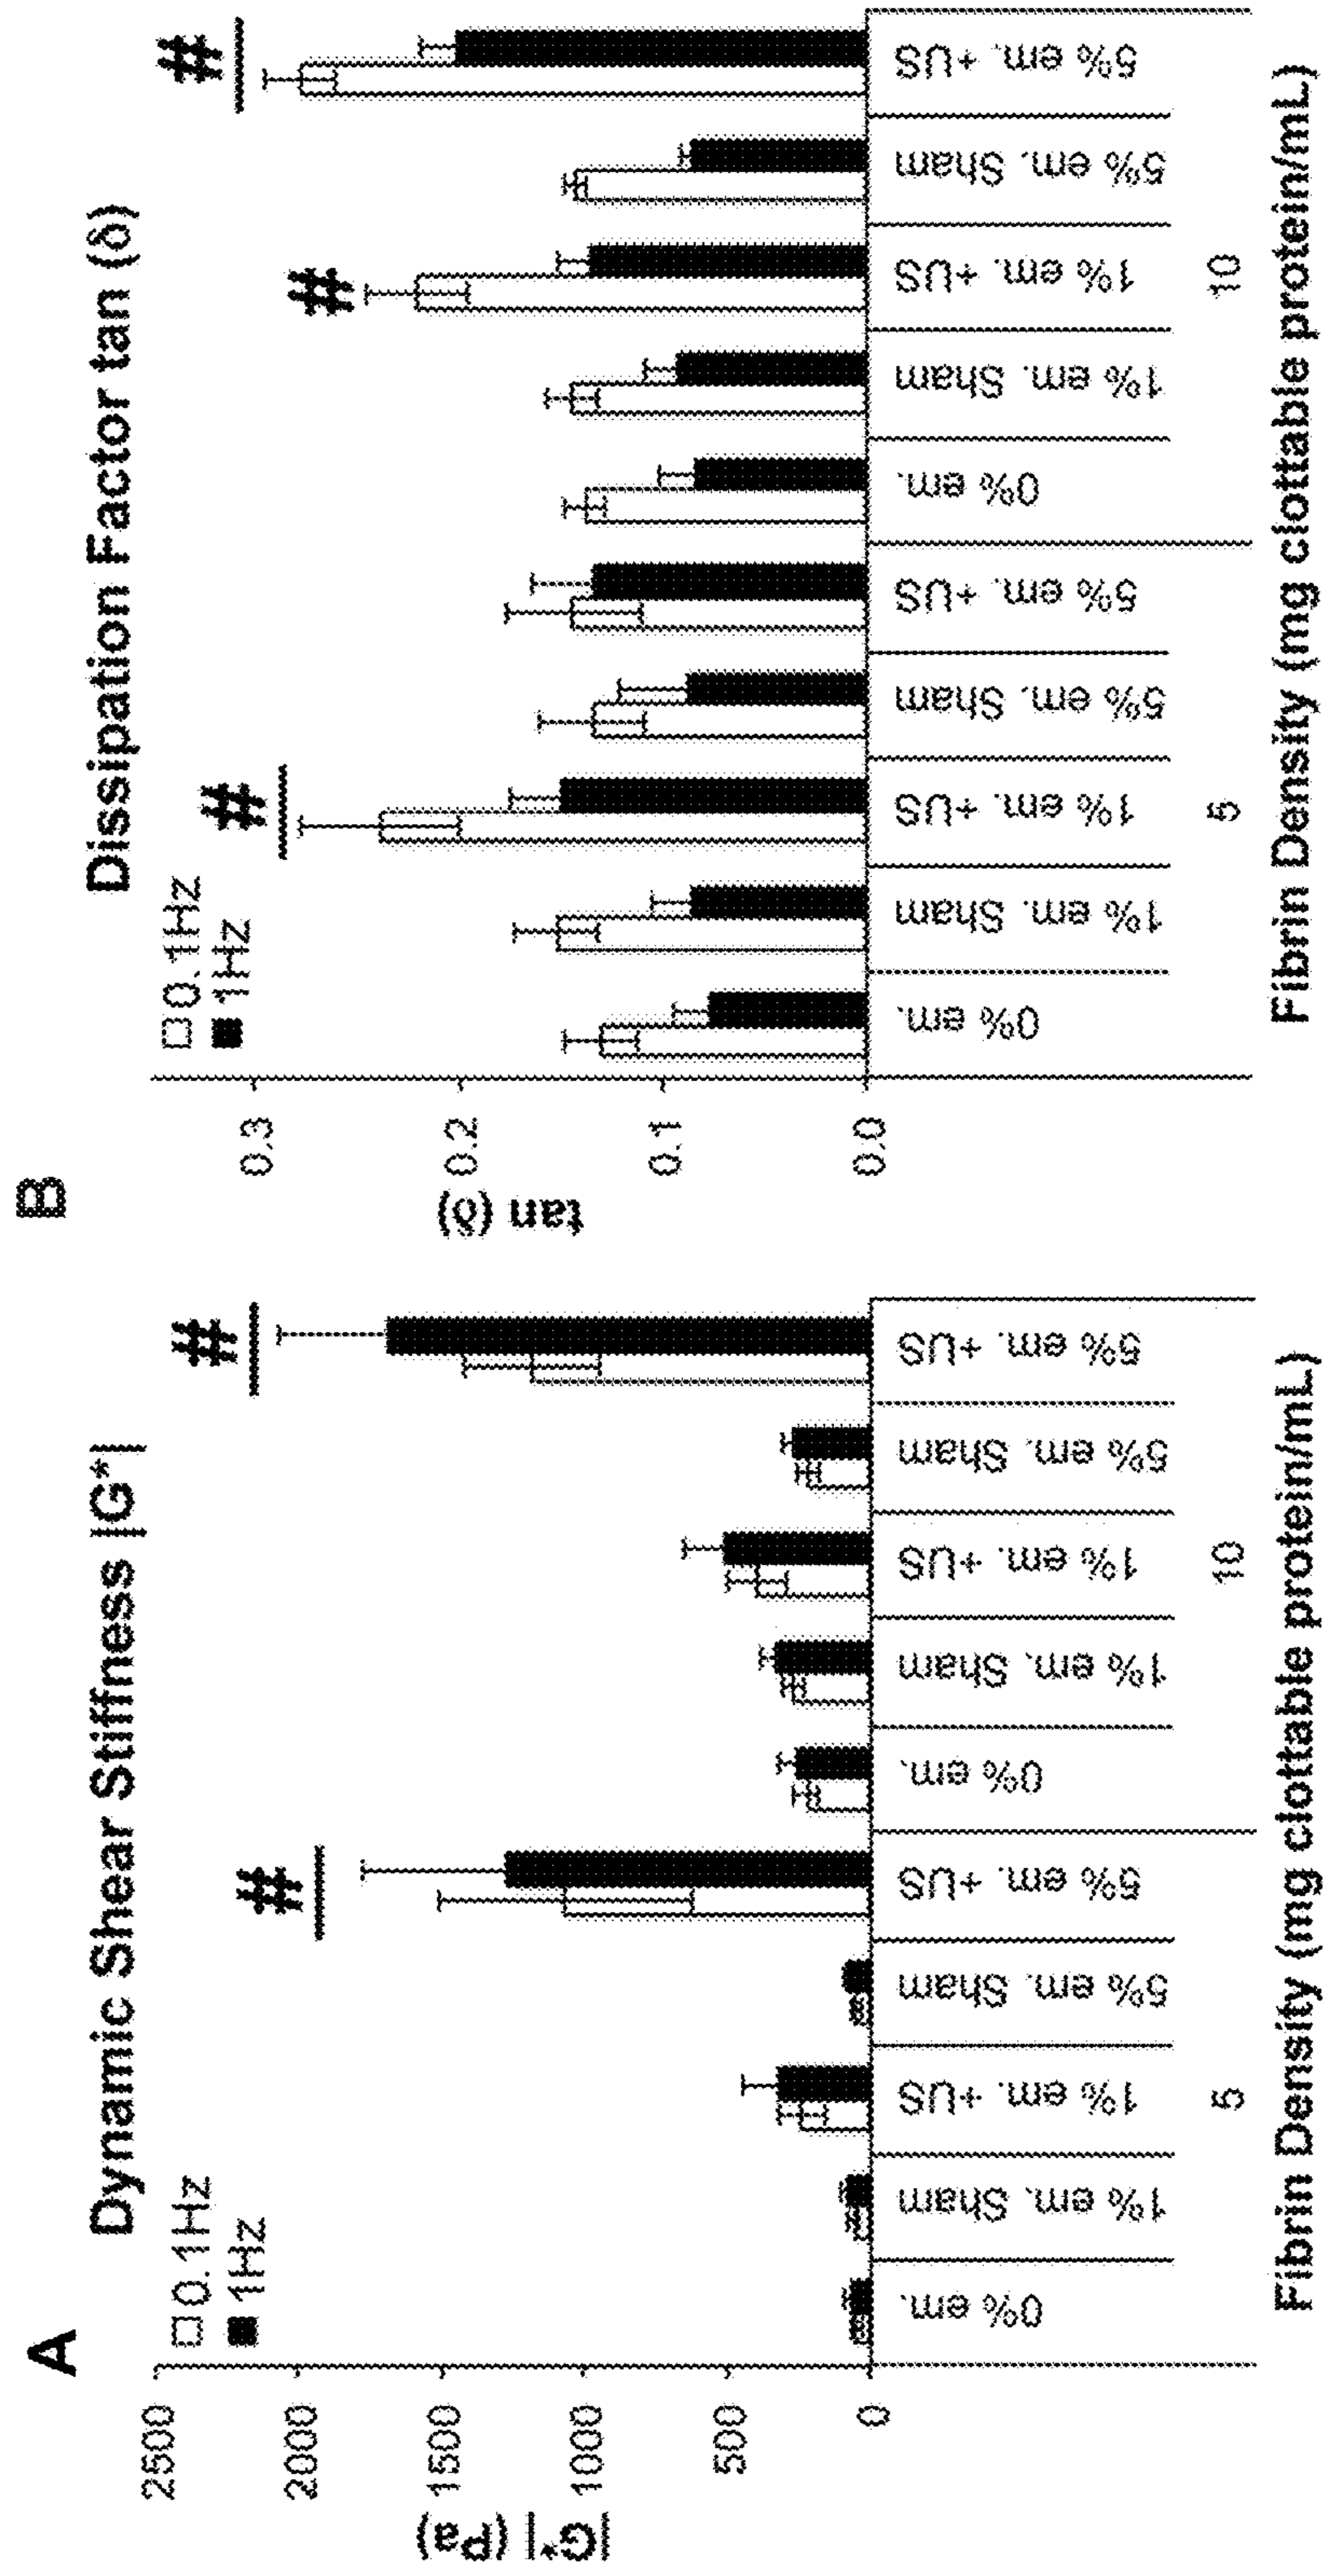 A
Dynamic Shear Stiffness |G*|
0.1Hz
1Hz
#
#
|G*| (Pa)
2500
2000
1500
1000
500
0
0% em.
1% em. Sham
1% em. +US
5% em. Sham
5% em. +US
0% em.
1% em. Sham
1% em. +US
5% em. Sham
5% em. +US
5
10
Fibrin Density (mg clottable protein/mL)
B
Dissipation Factor tan (δ)
0.1Hz
1Hz
#
#
#
tan (δ)
0.3
0.2
0.1
0.0
0% em.
1% em. Sham
1% em. +US
5% em. Sham
5% em. +US
0% em.
1% em. Sham
1% em. +US
5% em. Sham
5% em. +US
5
10
Fibrin Density (mg clottable protein/mL)